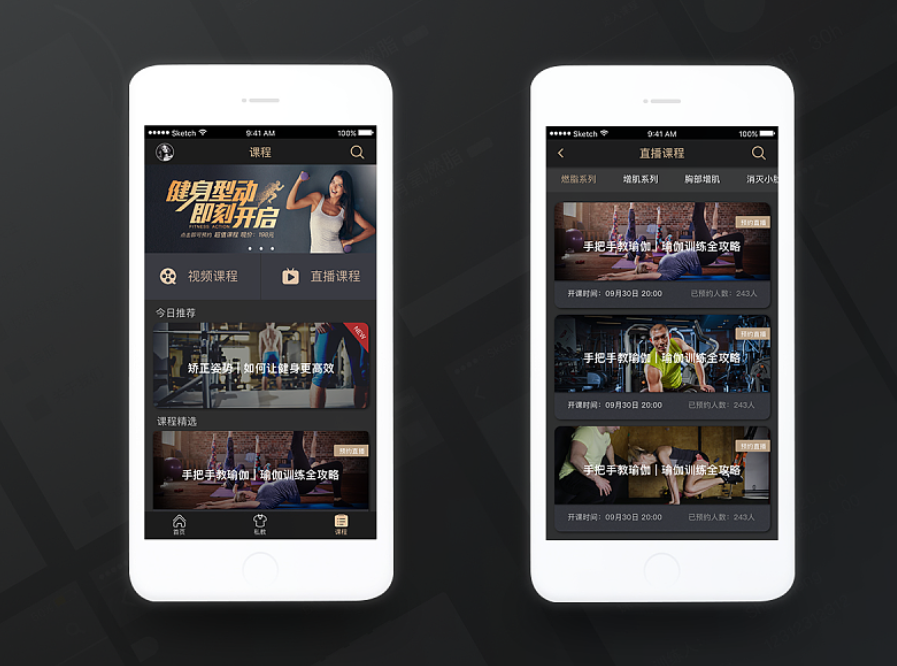 Sketch 9:41 AM 100%
课程
健身型动
即刻开启
FITNESS ACTION
点击即可预约 超值课程 现价:198元
视频课程 直播课程
今日推荐
NEW
矫正姿势 | 如何让健身更高效
课程精选
预约直播
手把手教瑜伽 | 瑜伽训练全攻略
首页 私教 课程
Sketch 9:41 AM 100%
直播课程
燃脂系列 增肌系列 胸部增肌 消灭小肚
预约直播
手把手教瑜伽 | 瑜伽训练全攻略
开课时间:09月30日 20:00 已预约人数:243人
预约直播
手把手教瑜伽 | 瑜伽训练全攻略
开课时间:09月30日 20:00 已预约人数:243人
预约直播
手把手教瑜伽 | 瑜伽训练全攻略
开课时间:09月30日 20:00 已预约人数:243人